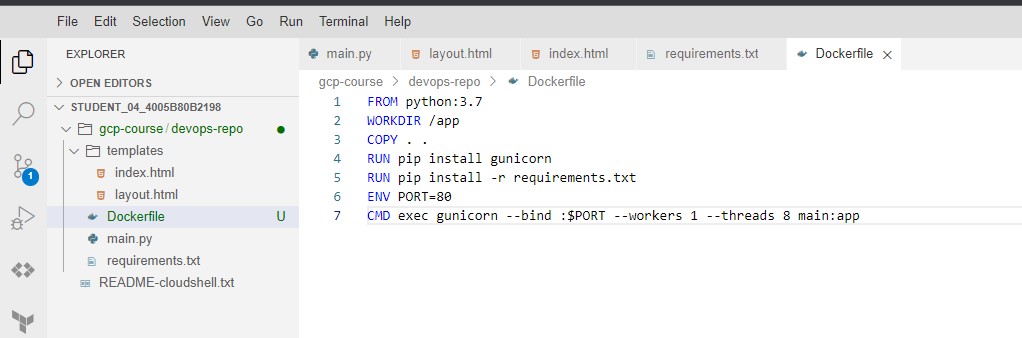 File Edit Selection View Go Run Terminal Help
EXPLORER
OPEN EDITORS
STUDENT_04_4005B80B2198
gcp-course / devops-repo
templates
index.html
layout.html
Dockerfile U
main.py
requirements.txt
README-cloudshell.txt
1
main.py layout.html index.html requirements.txt Dockerfile
gcp-course > devops-repo > Dockerfile
1 FROM python:3.7
2 WORKDIR /app
3 COPY . .
4 RUN pip install gunicorn
5 RUN pip install -r requirements.txt
6 ENV PORT=80
7 CMD exec gunicorn --bind :$PORT --workers 1 --threads 8 main:app